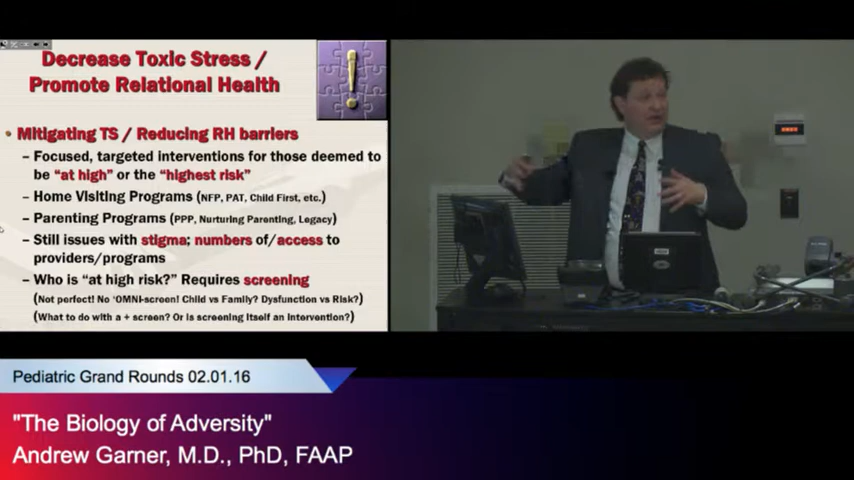 Decrease Toxic Stress /
Promote Relational Health
• Mitigating TS / Reducing RH barriers
– Focused, targeted interventions for those deemed to
be “at high” or the “highest risk”
– Home Visiting Programs (NFP, PAT, Child First, etc.)
– Parenting Programs (PPP, Nurturing Parenting, Legacy)
– Still issues with stigma; numbers of/access to
providers/programs
– Who is “at high risk?” Requires screening
(Not perfect! No ‘OMNI-screen! Child vs Family? Dysfunction vs Risk?)
(What to do with a + screen? Or is screening Itself an Intervention?)
Pediatric Grand Rounds 02.01.16
"The Biology of Adversity"
Andrew Garner, M.D., PhD, FAAP